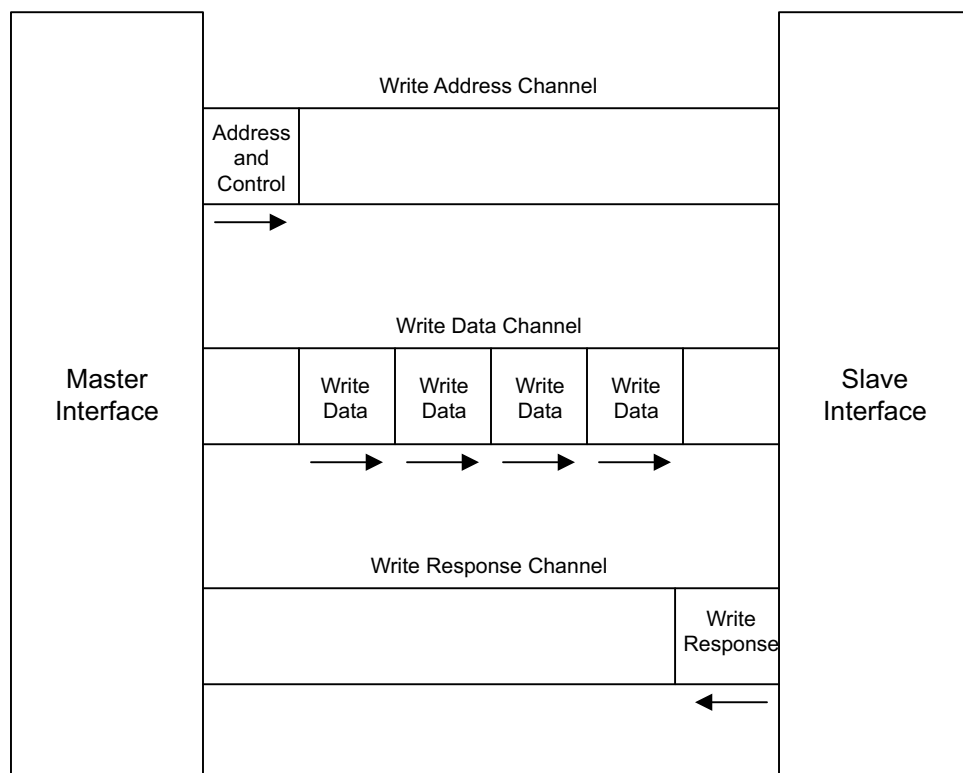 Write Address Channel
Address
and
Control
Write Data Channel
Master
Interface
Write
Data
Write
Data
Write
Data
Write
Data
Slave
Interface
Write Response Channel
Write
Response